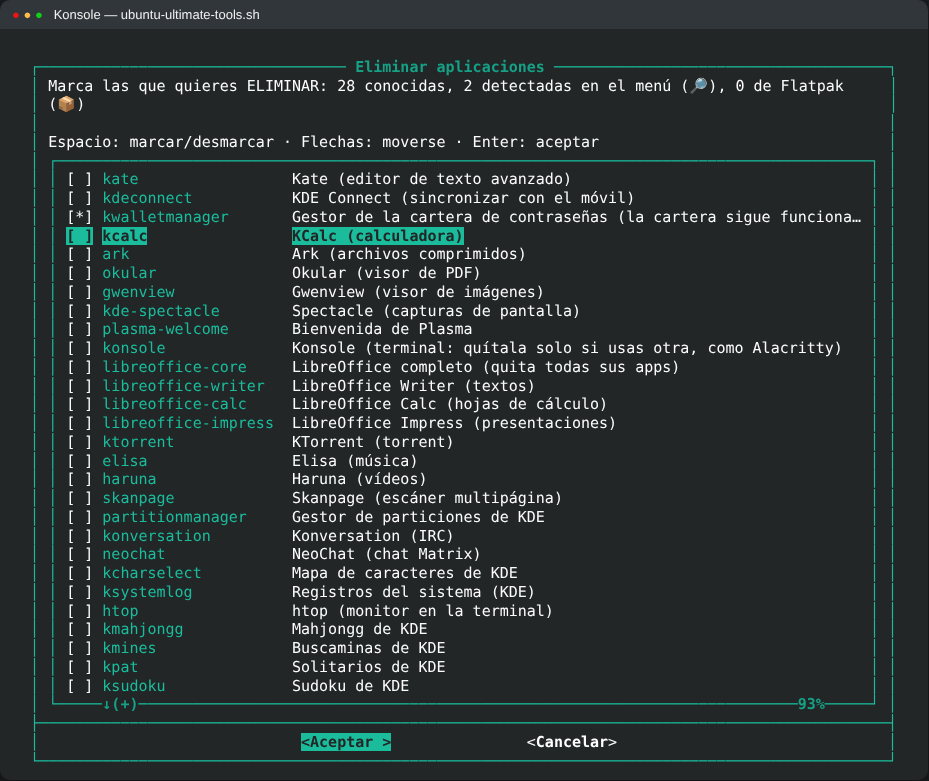 Konsole — ubuntu-ultimate-tools.sh
Eliminar aplicaciones
Marca las que quieres ELIMINAR: 28 conocidas, 2 detectadas en el menú (🔎), 0 de Flatpak
(📦)
Espacio: marcar/desmarcar · Flechas: moverse · Enter: aceptar
[ ] kate Kate (editor de texto avanzado)
[ ] kdeconnect KDE Connect (sincronizar con el móvil)
[*] kwalletmanager Gestor de la cartera de contraseñas (la cartera sigue funciona…
[ ] kcalc KCalc (calculadora)
[ ] ark Ark (archivos comprimidos)
[ ] okular Okular (visor de PDF)
[ ] gwenview Gwenview (visor de imágenes)
[ ] kde-spectacle Spectacle (capturas de pantalla)
[ ] plasma-welcome Bienvenida de Plasma
[ ] konsole Konsole (terminal: quítala solo si usas otra, como Alacritty)
[ ] libreoffice-core LibreOffice completo (quita todas sus apps)
[ ] libreoffice-writer LibreOffice Writer (textos)
[ ] libreoffice-calc LibreOffice Calc (hojas de cálculo)
[ ] libreoffice-impress LibreOffice Impress (presentaciones)
[ ] ktorrent KTorrent (torrent)
[ ] elisa Elisa (música)
[ ] haruna Haruna (vídeos)
[ ] skanpage Skanpage (escáner multipágina)
[ ] partitionmanager Gestor de particiones de KDE
[ ] konversation Konversation (IRC)
[ ] neochat NeoChat (chat Matrix)
[ ] kcharselect Mapa de caracteres de KDE
[ ] ksystemlog Registros del sistema (KDE)
[ ] htop htop (monitor en la terminal)
[ ] kmahjongg Mahjongg de KDE
[ ] kmines Buscaminas de KDE
[ ] kpat Solitarios de KDE
[ ] ksudoku Sudoku de KDE
↓(+) 93%
<Aceptar > <Cancelar>